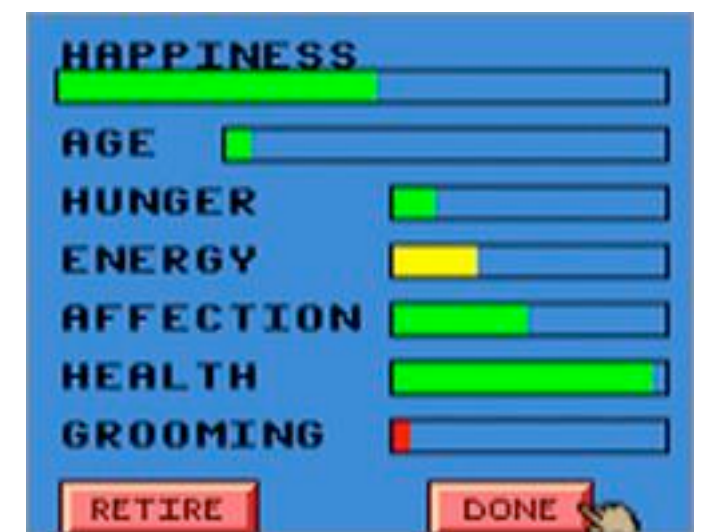 HAPPINESS
AGE
HUNGER
ENERGY
AFFECTION
HEALTH
GROOMING
RETIRE DONE